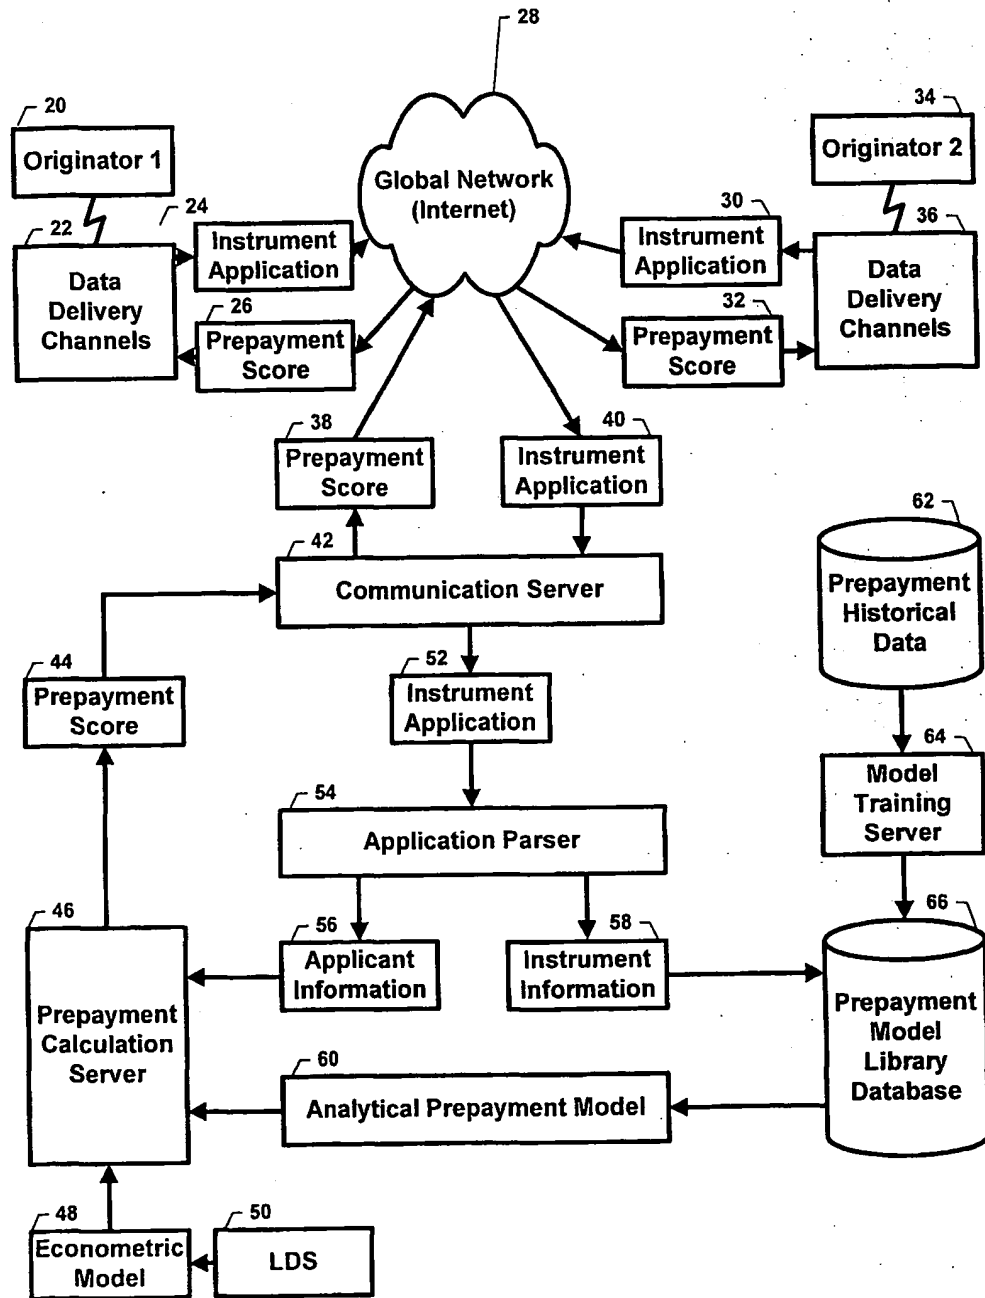 28
20
Originator 1
34
Originator 2
Global Network
(Internet)
22
24
Instrument
Application
30
Instrument
Application
36
Data
Delivery
Channels
26
Prepayment
Score
32
Prepayment
Score
Data
Delivery
Channels
38
Prepayment
Score
40
Instrument
Application
42
Communication Server
62
Prepayment
Historical
Data
44
Prepayment
Score
52
Instrument
Application
64
Model
Training
Server
54
Application Parser
46
Prepayment
Calculation
Server
56
Applicant
Information
58
Instrument
Information
66
Prepayment
Model
Library
Database
60
Analytical Prepayment Model
48
Econometric
Model
50
LDS